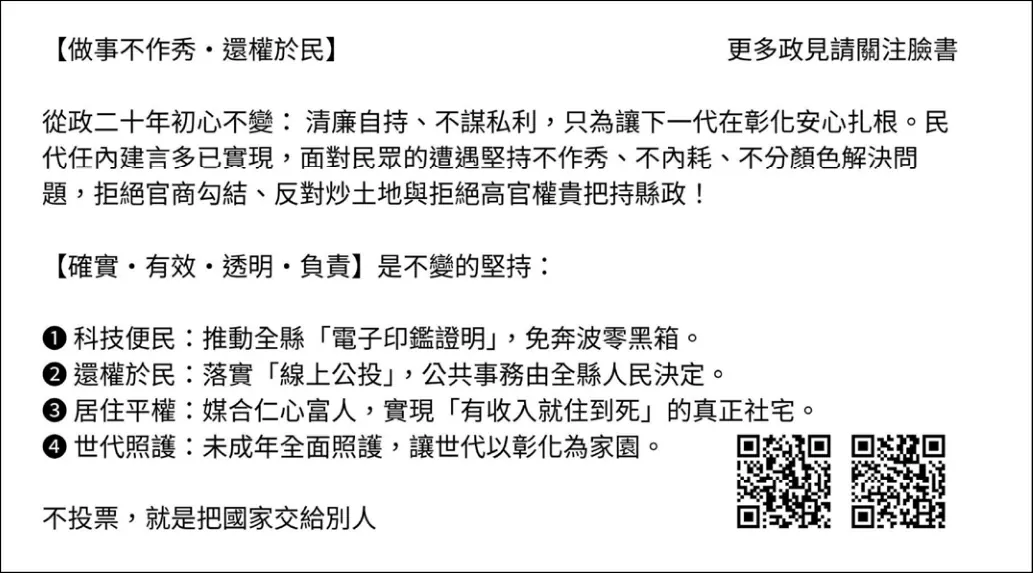 【做事不作秀・還權於民】
更多政見請關注臉書
從政二十年初心不變： 清廉自持、不謀私利，只為讓下一代在彰化安心扎根。民
代任內建言多已實現，面對民眾的遭遇堅持不作秀、不內耗、不分顏色解決問
題，拒絕官商勾結、反對炒土地與拒絕高官權貴把持縣政！
【確實・有效・透明・負責】是不變的堅持：
❶ 科技便民：推動全縣「電子印鑑證明」，免奔波零黑箱。
❷ 還權於民：落實「線上公投」，公共事務由全縣人民決定。
❸ 居住平權：媒合仁心富人，實現「有收入就住到死」的真正社宅。
❹ 世代照護：未成年全面照護，讓世代以彰化為家園。
不投票，就是把國家交給別人